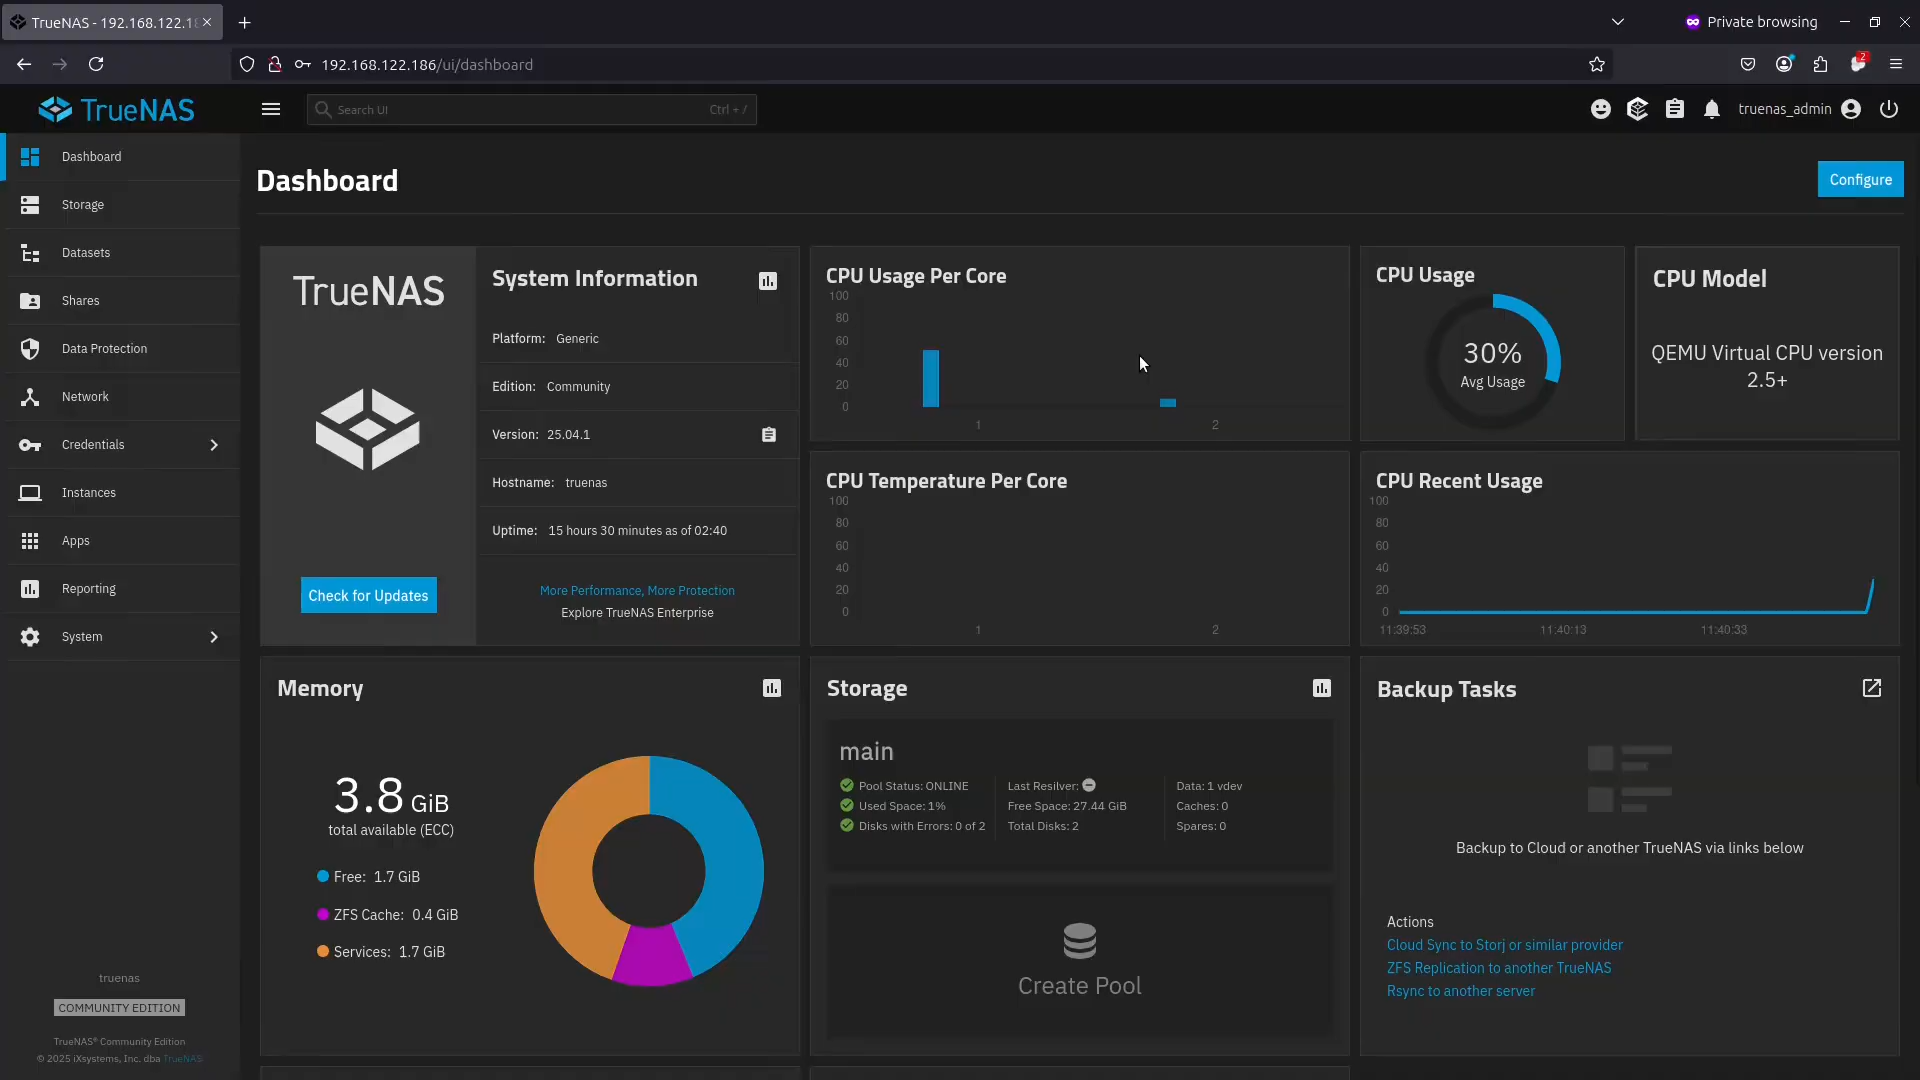 TrueNAS - 192.168.122.18
Private browsing
192.168.122.186/ui/dashboard
2
TrueNAS
Search UI
Ctrl + /
truenas_admin
Dashboard
Storage
Datasets
Shares
Data Protection
Network
Credentials
Instances
Apps
Reporting
System
truenas
COMMUNITY EDITION
TrueNAS® Community Edition
© 2025 iXsystems, Inc. dba TrueNAS
Dashboard
Configure
TrueNAS
Check for Updates
System Information
Platform: Generic
Edition: Community
Version: 25.04.1
Hostname: truenas
Uptime: 15 hours 30 minutes as of 02:40
More Performance, More Protection
Explore TrueNAS Enterprise
CPU Usage Per Core
100
80
60
40
20
0
1 2
CPU Usage
30%
Avg Usage
CPU Model
QEMU Virtual CPU version
2.5+
CPU Temperature Per Core
100
80
60
40
20
0
1 2
CPU Recent Usage
100
80
60
40
20
0
11:39:53 11:40:13 11:40:33
Memory
3.8 GiB
total available (ECC)
Free: 1.7 GiB
ZFS Cache: 0.4 GiB
Services: 1.7 GiB
Storage
main
Pool Status: ONLINE
Used Space: 1%
Disks with Errors: 0 of 2
Last Resilver:
Free Space: 27.44 GiB
Total Disks: 2
Data: 1 vdev
Caches: 0
Spares: 0
Create Pool
Backup Tasks
Backup to Cloud or another TrueNAS via links below
Actions
Cloud Sync to Storj or similar provider
ZFS Replication to another TrueNAS
Rsync to another server